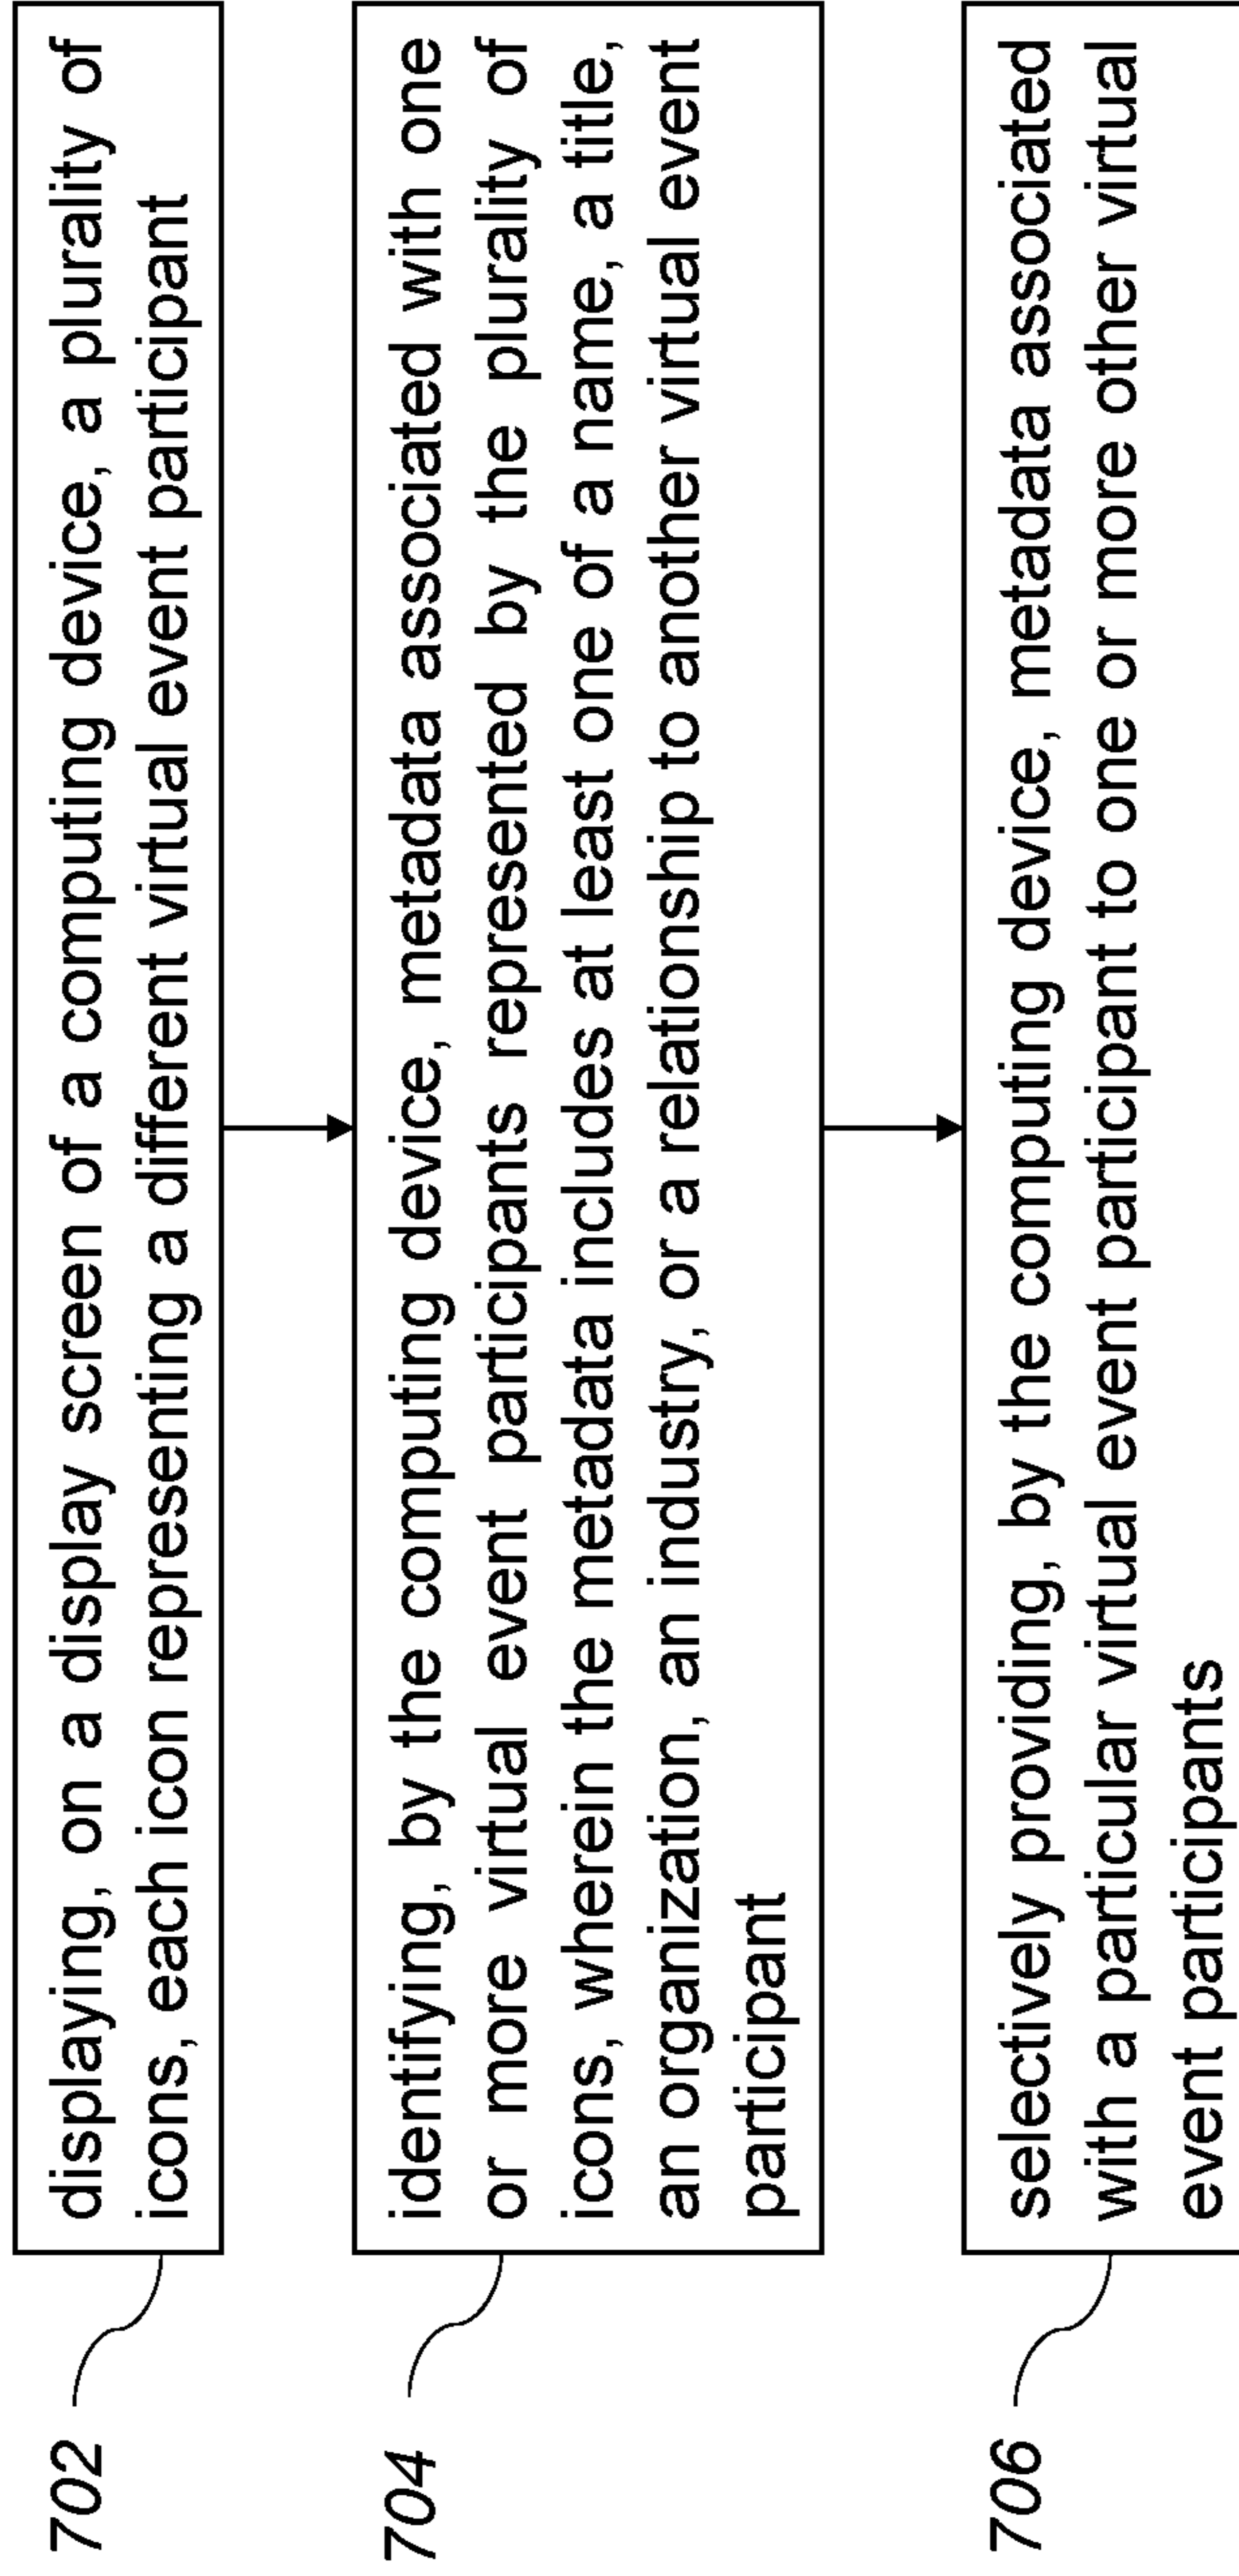 702
displaying, on a display screen of a computing device, a plurality of
icons, each icon representing a different virtual event participant
704
identifying, by the computing device, metadata associated with one
or more virtual event participants represented by the plurality of
icons, wherein the metadata includes at least one of a name, a title,
an organization, an industry, or a relationship to another virtual event
participant
706
selectively providing, by the computing device, metadata associated
with a particular virtual event participant to one or more other virtual
event participants